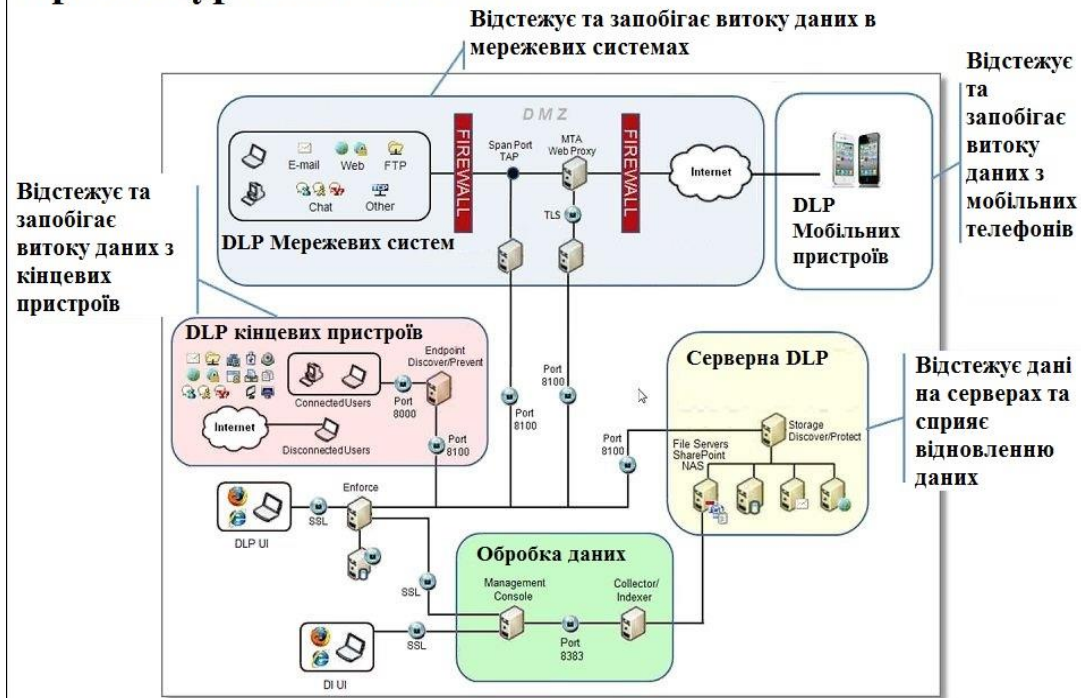 Відстежує та запобігає витоку даних в
мережевих системах
Відстежує
та
запобігає
витоку
даних з
мобільних
телефонів
DMZ
E-mail
Web
FTP
Chat
Other
FIREWALL
Span Port
TAP
MTA
Web Proxy
FIREWALL
Internet
TLS
DLP Мережевих систем
DLP
Мобільних
пристроїв
Відстежує та
запобігає
витоку даних з
кінцевих
пристроїв
DLP кінцевих пристроїв
Endpoint
Discover/Prevent
Connected Users
Port
8000
Internet
Disconnected Users
Port
8100
Port
8100
Port
8100
Port
8100
Серверна DLP
Storage
Discover/Protect
File Servers
SharePoint
NAS
Відстежує дані
на серверах та
сприяє
відновленню
даних
Enforce
SSL
DLP UI
SSL
Обробка даних
Management
Console
Collector/
Indexer
Port
8383
SSL
DI UI